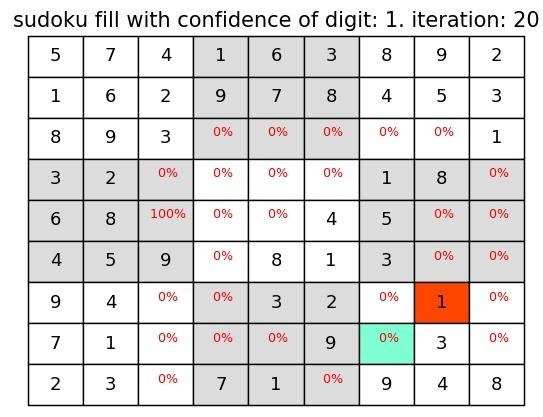 sudoku fill with confidence of digit: 1. iteration: 20
5 7 4 1 6 3 8 9 2
1 6 2 9 7 8 4 5 3
8 9 3 0% 0% 0% 0% 0% 1
3 2 0% 0% 0% 0% 1 8 0%
6 8 100% 0% 0% 4 5 0% 0%
4 5 9 0% 8 1 3 0% 0%
9 4 0% 0% 3 2 0% 1 0%
7 1 0% 0% 0% 9 0% 3 0%
2 3 0% 7 1 0% 9 4 8